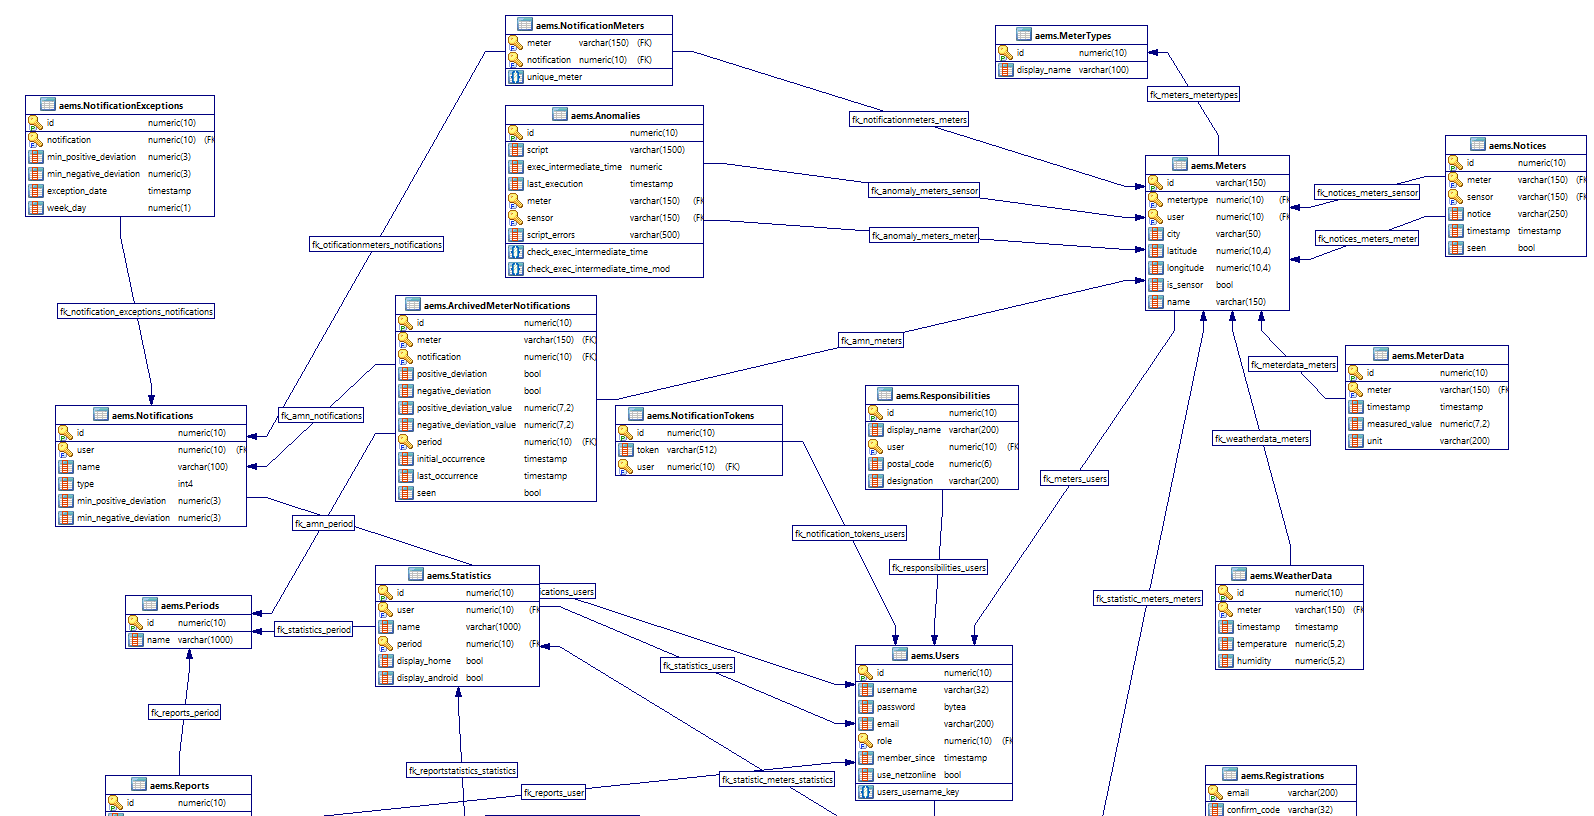 aems.NotificationMeters
meter varchar(150) (FK)
notification numeric(10) (FK)
unique_meter
aems.MeterTypes
id numeric(10)
display_name varchar(100)
fk_meters_metertypes
aems.NotificationExceptions
id numeric(10)
notification numeric(10) (FK
min_positive_deviation numeric(3)
min_negative_deviation numeric(3)
exception_date timestamp
week_day numeric(1)
aems.Anomalies
id numeric(10)
script varchar(1500)
exec_intermediate_time numeric
last_execution timestamp
meter varchar(150) (FK
sensor varchar(150) (FK
script_errors varchar(500)
check_exec_intermediate_time
check_exec_intermediate_time_mod
fk_notificationmeters_meters
fk_anomaly_meters_sensor
fk_anomaly_meters_meter
aems.Meters
id varchar(150)
metertype numeric(10) (FK
user numeric(10) (FK
city varchar(50)
latitude numeric(10,4)
longitude numeric(10,4)
is_sensor bool
name varchar(150)
aems.Notices
id numeric(10)
meter varchar(150) (FK
sensor varchar(150) (FK
notice varchar(250)
timestamp timestamp
seen bool
fk_notices_meters_sensor
fk_notices_meters_meter
fk_otificationmeters_notifications
fk_notification_exceptions_notifications
aems.ArchivedMeterNotifications
id numeric(10)
meter varchar(150) (FK
notification numeric(10) (FK
positive_deviation bool
negative_deviation bool
positive_deviation_value numeric(7,2)
negative_deviation_value numeric(7,2)
period numeric(10) (FK
initial_occurrence timestamp
last_occurrence timestamp
seen bool
fk_amn_meters
fk_meterdata_meters
aems.MeterData
id numeric(10)
meter varchar(150) (FK
timestamp timestamp
measured_value numeric(7,2)
unit varchar(200)
aems.Notifications
id numeric(10)
user numeric(10) (FK
name varchar(100)
type int4
min_positive_deviation numeric(3)
min_negative_deviation numeric(3)
fk_amn_notifications
aems.NotificationTokens
id numeric(10)
token varchar(512)
user numeric(10) (FK)
aems.Responsibilities
id numeric(10)
display_name varchar(200)
user numeric(10) (FK
postal_code numeric(6)
designation varchar(200)
fk_weatherdata_meters
fk_meters_users
fk_amn_period
fk_notification_tokens_users
fk_responsibilities_users
aems.Statistics
id numeric(10)
user numeric(10) (FK
name varchar(1000)
period numeric(10) (FK
display_home bool
display_android bool
cations_users
aems.WeatherData
id numeric(10)
meter varchar(150) (FK
timestamp timestamp
temperature numeric(5,2)
humidity numeric(5,2)
fk_statistic_meters_meters
aems.Periods
id numeric(10)
name varchar(1000)
fk_statistics_period
fk_statistics_users
aems.Users
id numeric(10)
username varchar(32)
password bytea
email varchar(200)
role numeric(10) (FK
member_since timestamp
use_netzonline bool
users_username_key
fk_reports_period
fk_reportstatistics_statistics
fk_statistic_meters_statistics
fk_reports_user
aems.Reports
id numeric(10)
aems.Registrations
email varchar(200)
confirm_code varchar(32)